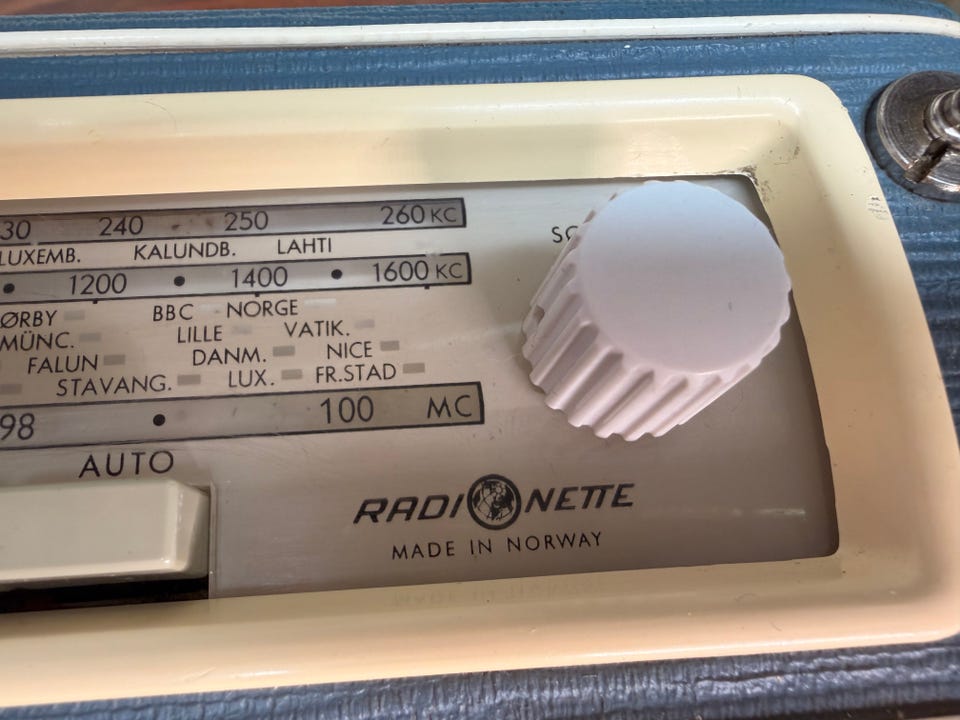 30 240 250 260 KC
LUXEMB. KALUNDB. LAHTI
1200 1400 1600 KC
ØRBY BBC NORGE
MÜNC. LILLE VATIK.
FALUN DANM. NICE
STAVANG. LUX. FR.STAD
98 100 MC
AUTO
RADIONETTE
MADE IN NORWAY